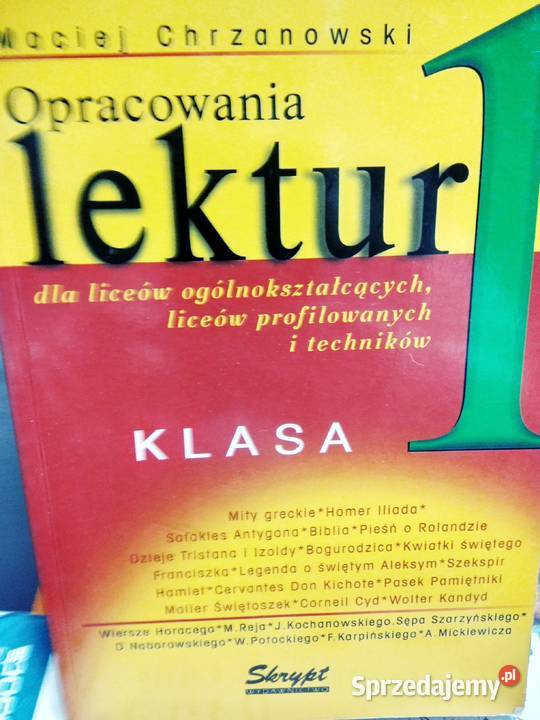 Maciej Chrzanowski
Opracowania
lektur 1
dla liceów ogólnokształcących,
liceów profilowanych
i techników
KLASA
Mity greckie*Homer Iliada*
Sofokles Antygona*Biblia*Pieśń o Rolandzie
Dzieje Tristana i Izoldy*Bogurodzica*Kwiatki świętego
Franciszka*Legenda o świętym Aleksym*Szekspir
Hamlet*Cervantes Don Kichote*Pasek Pamiętniki
Molier Świętoszek*Corneil Cyd*Wolter Kandyd
Wiersze Horacego*M.Reja*J.Kochanowskiego.Sępa Szarzyńskiego*
D.Naborowskiego*W.Potockiego*F.Karpińskiego*A.Mickiewicza
Skrypt
WYDAWNICTWO
Sprzedajemy.pl